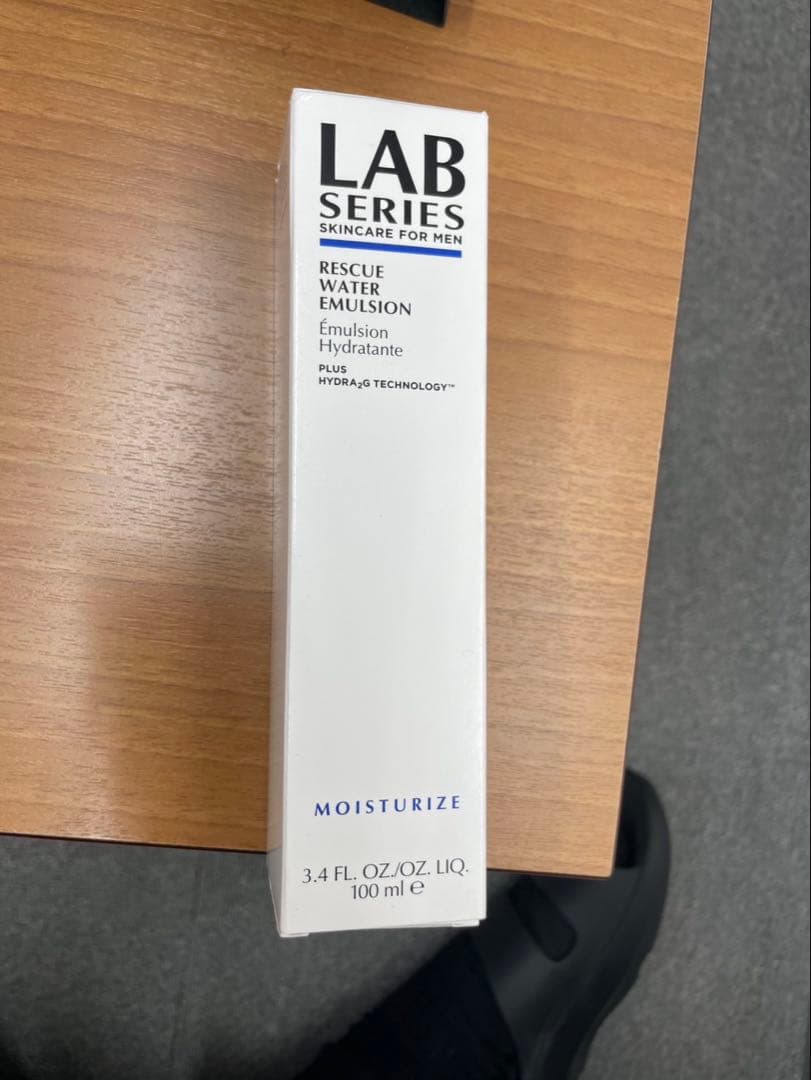 LAB
SERIES
SKINCARE FOR MEN
RESCUE
WATER
EMULSION
Émulsion
Hydratante
PLUS
HYDRA₂G TECHNOLOGY™
MOISTURIZE
3.4 FL. OZ./OZ. LIQ.
100 ml ℮